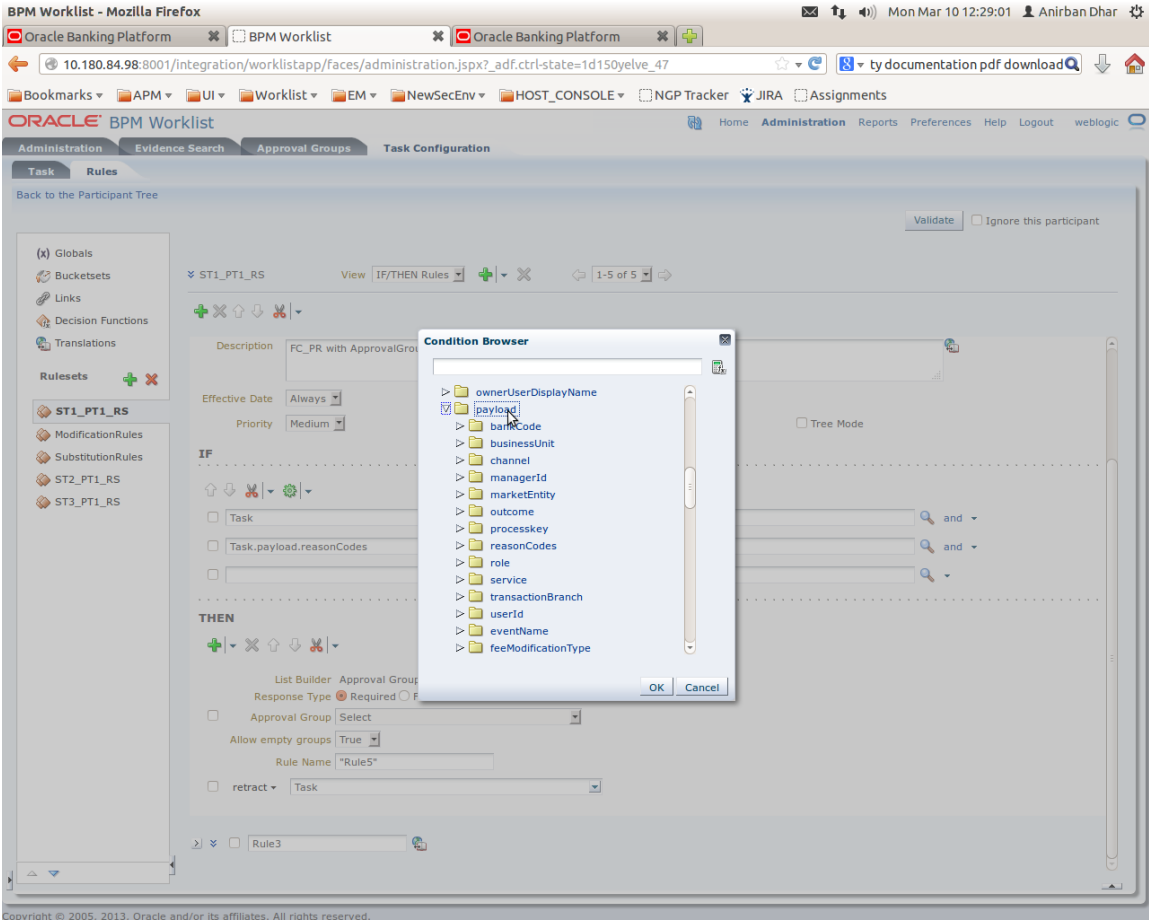 BPM Worklist - Mozilla Firefox
Mon Mar 10 12:29:01 Anirban Dhar
Oracle Banking Platform BPM Worklist Oracle Banking Platform
10.180.84.98:8001/integration/worklistapp/faces/administration.jspx?_adf.ctrl-state=1d150yelve_47 ty documentation pdf download
Bookmarks APM UI Worklist EM NewSecEnv HOST_CONSOLE NGP Tracker JIRA Assignments
ORACLE BPM Worklist Home Administration Reports Preferences Help Logout weblogic
Administration Evidence Search Approval Groups Task Configuration
Task Rules
Back to the Participant Tree
Validate Ignore this participant
(x) Globals
Bucketsets
Links
Decision Functions
Translations
Rulesets
ST1_PT1_RS
ModificationRules
SubstitutionRules
ST2_PT1_RS
ST3_PT1_RS
ST1_PT1_RS View IF/THEN Rules 1-5 of 5
Description FC_PR with ApprovalGrou
Effective Date Always
Priority Medium Tree Mode
IF
Task and
Task.payload.reasonCodes and
THEN
List Builder Approval Group
Response Type Required
Approval Group Select
Allow empty groups True
Rule Name "Rule5"
retract Task
Rule3
Condition Browser
ownerUserDisplayName
payload
bankCode
businessUnit
channel
managerId
marketEntity
outcome
processkey
reasonCodes
role
service
transactionBranch
userId
eventName
feeModificationType
OK Cancel
Copyright © 2005, 2013, Oracle and/or its affiliates. All rights reserved.